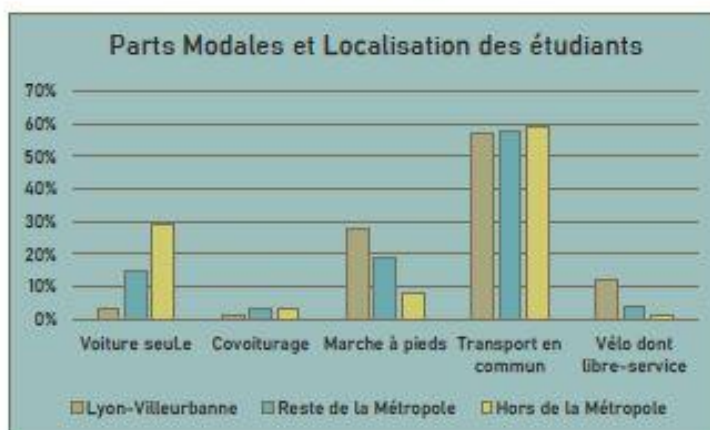 Parts Modales et Localisation des étudiants
70%
60%
50%
40%
30%
20%
10%
0%
Voiture seule Covoiturage Marche à pieds Transport en commun Vélo dont libre-service
Lyon-Villeurbanne Reste de la Métropole Hors de la Métropole